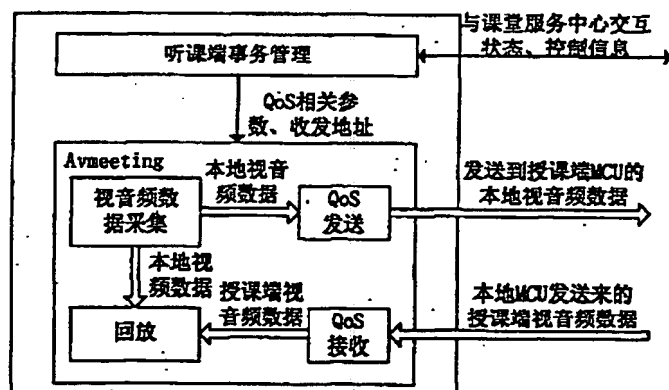 听课端事务管理
与课堂服务中心交互
状态、控制信息
QoS相关参
数、收发地址
Avmeeting
视音频数
据采集
本地视音
频数据
QoS
发送
发送到授课端MCU的
本地视音频数据
本地视
频数据
授课端视
音频数据
回放
QoS
接收
本地MCU发送来的
授课端视音频数据